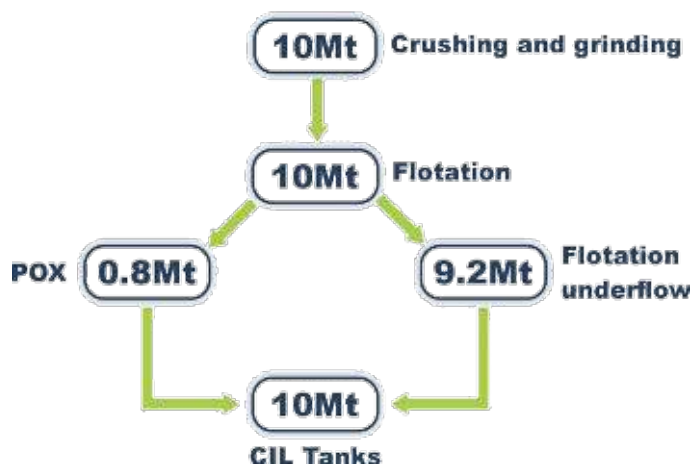 10Mt Crushing and grinding
10Mt Flotation
POX 0.8Mt 9.2Mt Flotation
underflow
10Mt
CIL Tanks